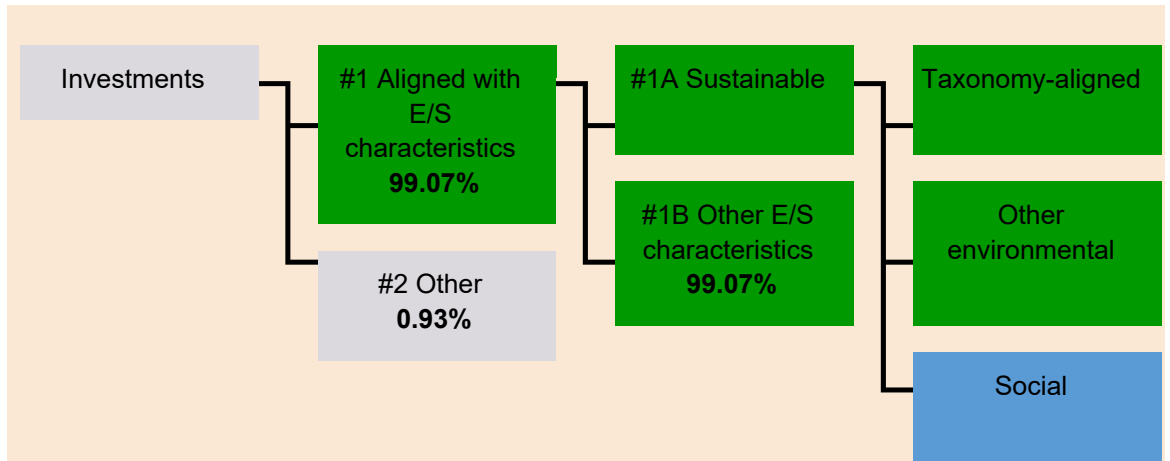 Investments
#1 Aligned with
E/S
characteristics
99.07%
#2 Other
0.93%
#1A Sustainable
#1B Other E/S
characteristics
99.07%
Taxonomy-aligned
Other
environmental
Social